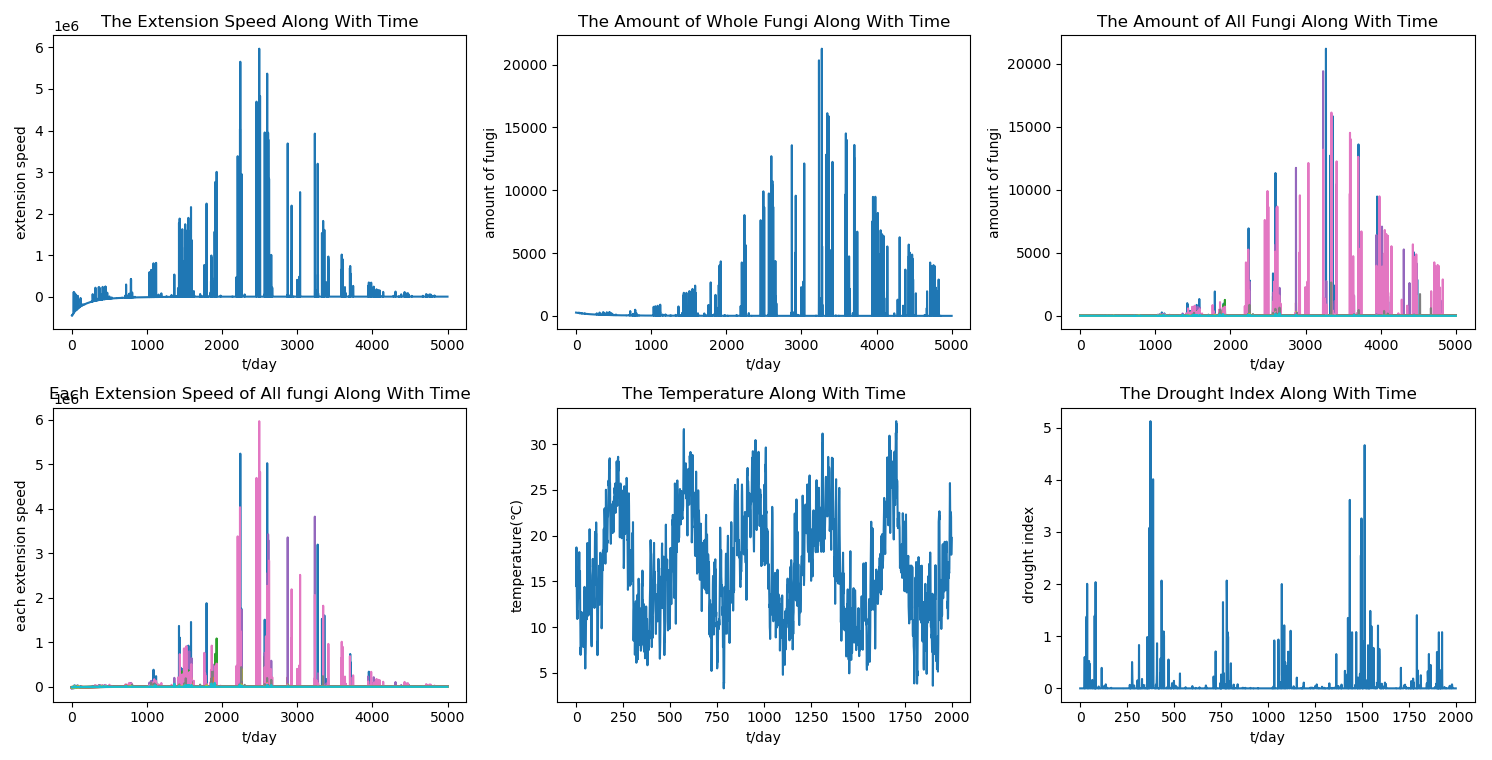 The Extension Speed Along With Time
1e6
extension speed
6
5
4
3
2
1
0
0 1000 2000 3000 4000 5000
t/day
The Amount of Whole Fungi Along With Time
amount of fungi
20000
15000
10000
5000
0
0 1000 2000 3000 4000 5000
t/day
The Amount of All Fungi Along With Time
amount of fungi
20000
15000
10000
5000
0
0 1000 2000 3000 4000 5000
t/day
Each Extension Speed of All fungi Along With Time
1e6
each extension speed
6
5
4
3
2
1
0
0 1000 2000 3000 4000 5000
t/day
The Temperature Along With Time
temperature(℃)
30
25
20
15
10
5
0 250 500 750 1000 1250 1500 1750 2000
t/day
The Drought Index Along With Time
drought index
5
4
3
2
1
0
0 250 500 750 1000 1250 1500 1750 2000
t/day